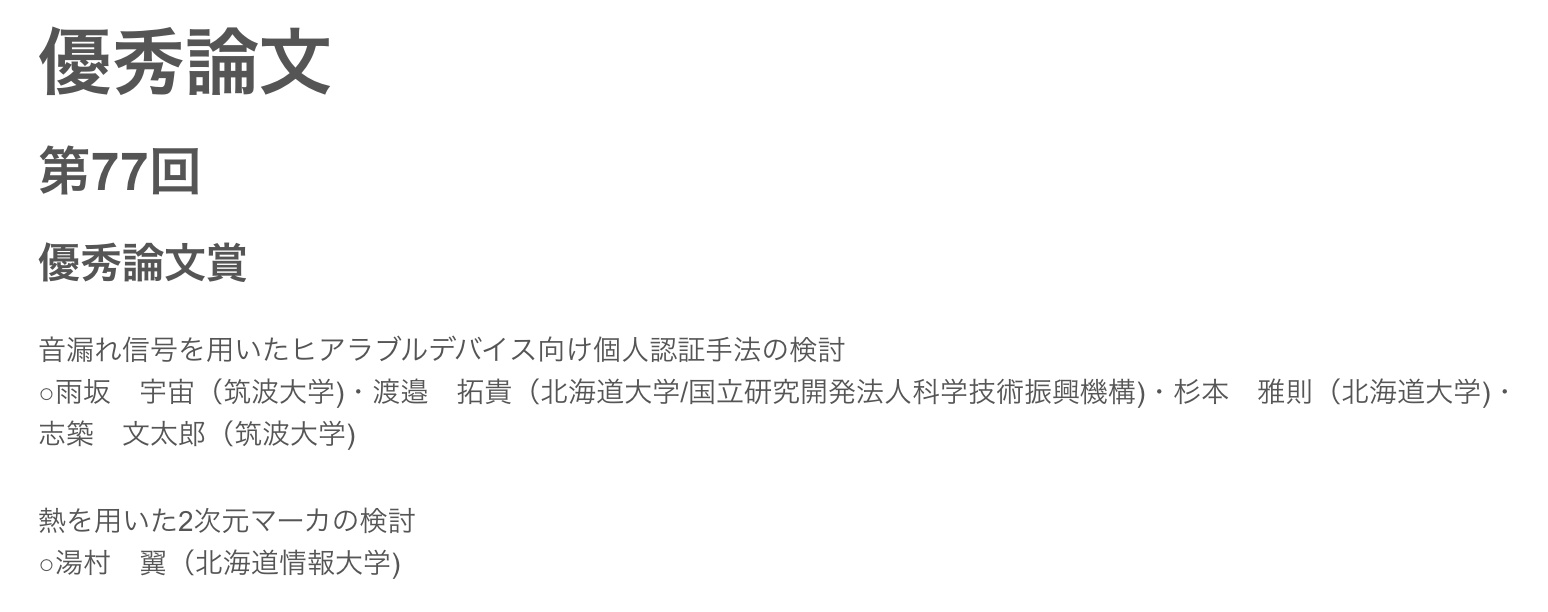 優秀論文
第77回
優秀論文賞
音漏れ信号を用いたヒアラブルデバイス向け個人認証手法の検討
○雨坂　宇宙（筑波大学)・渡邉　拓貴（北海道大学/国立研究開発法人科学技術振興機構)・杉本　雅則（北海道大学)・
志築　文太郎（筑波大学)
熱を用いた2次元マーカの検討
○湯村　翼（北海道情報大学)